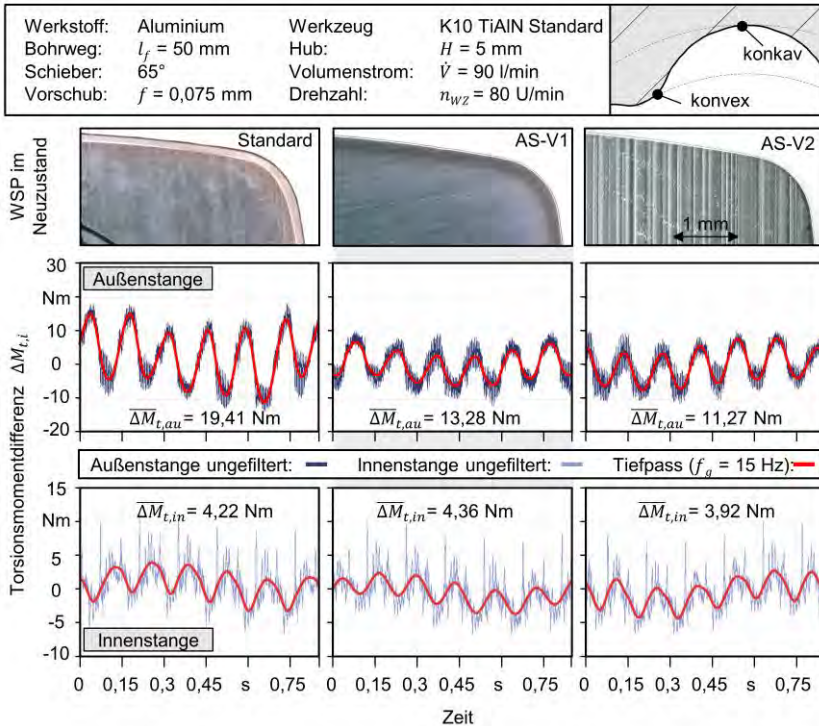 Werkstoff: Aluminium Werkzeug K10 TiAlN Standard
Bohrweg: l_f = 50 mm Hub: H = 5 mm
Schieber: 65° Volumenstrom: V̇ = 90 l/min
Vorschub: f = 0,075 mm Drehzahl: n_WZ = 80 U/min
konkav
konvex
WSP im Neuzustand
Standard
AS-V1
AS-V2
1 mm
Torsionsmomentdifferenz ΔM_t,i
30
Nm
10
0
-10
-20
Außenstange
ΔM̅_t,au = 19,41 Nm
ΔM̅_t,au = 13,28 Nm
ΔM̅_t,au = 11,27 Nm
Außenstange ungefiltert: Innenstange ungefiltert: Tiefpass (f_g = 15 Hz):
15
Nm
5
0
-5
-10
ΔM̅_t,in = 4,22 Nm
ΔM̅_t,in = 4,36 Nm
ΔM̅_t,in = 3,92 Nm
Innenstange
0 0,15 0,3 0,45 s 0,75 0 0,15 0,3 0,45 s 0,75 0 0,15 0,3 0,45 s 0,75
Zeit